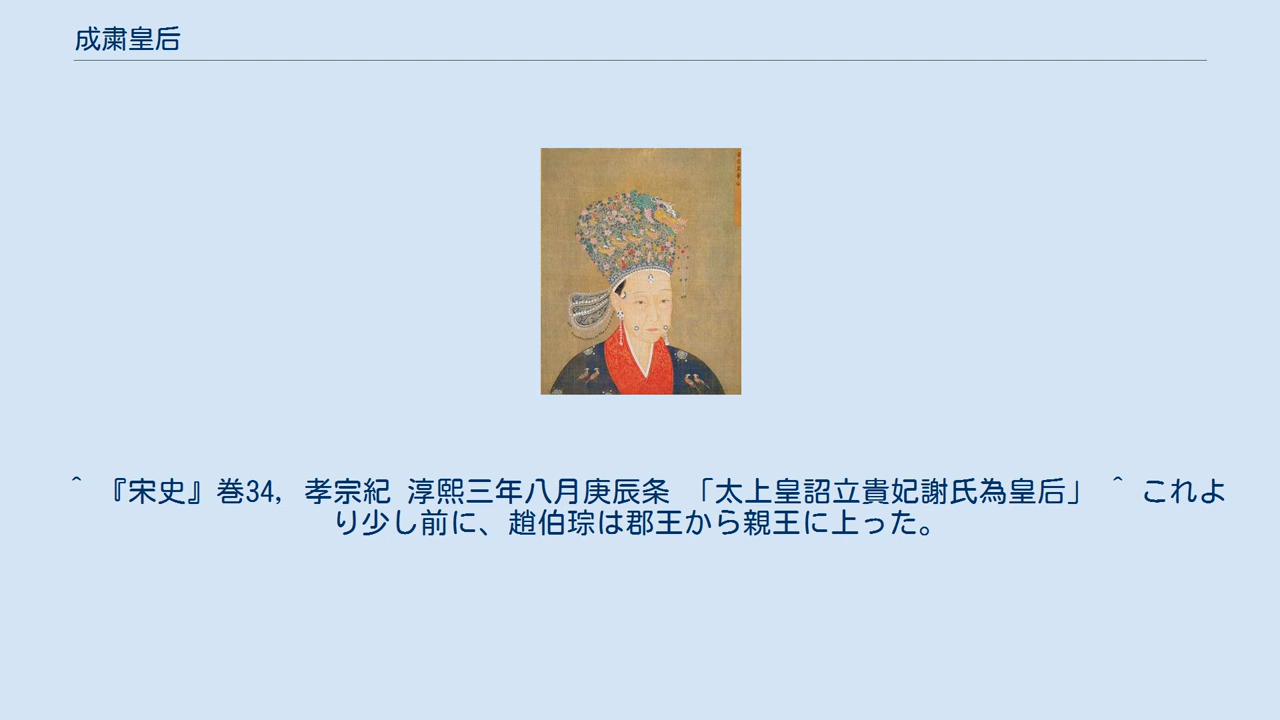 成粛皇后
^ 『宋史』巻34, 孝宗紀 淳熙三年八月庚辰条 「太上皇詔立貴妃謝氏為皇后」 ^ これよ
り少し前に、趙伯琮は郡王から親王に上った。